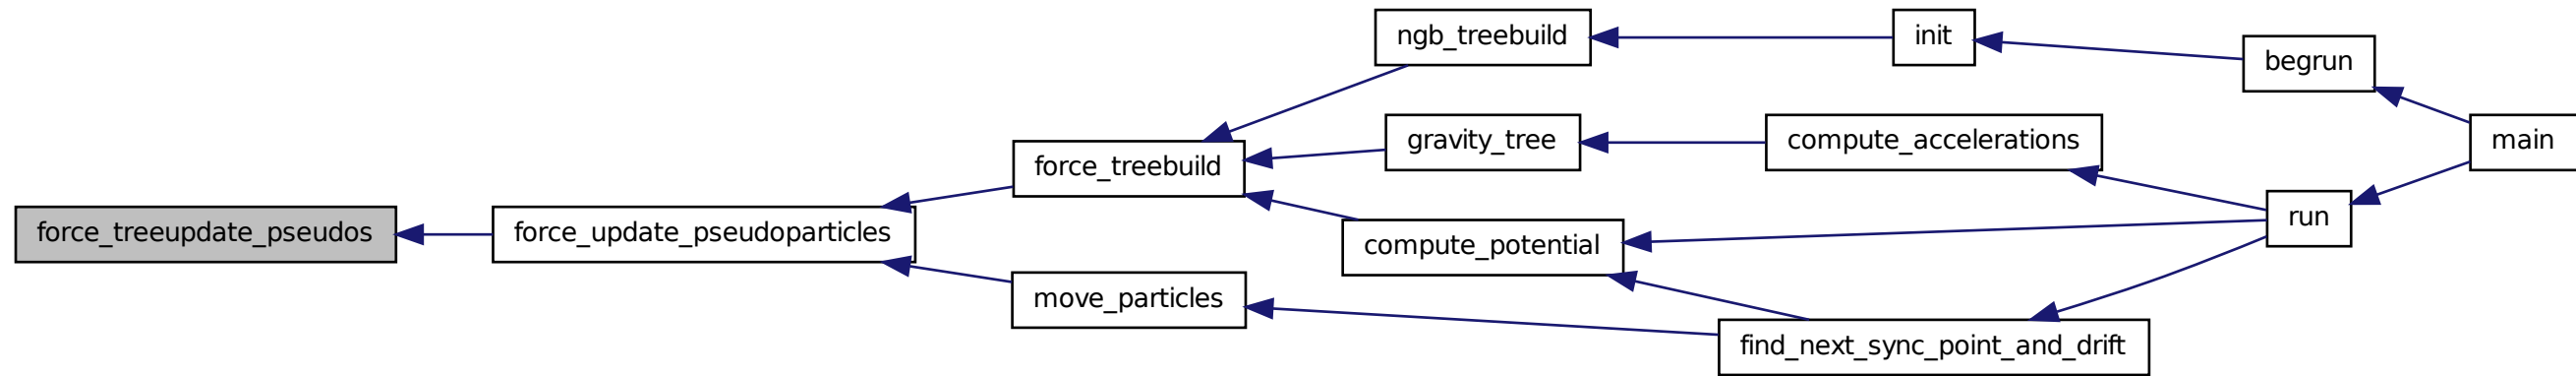 ngb_treebuild
init
begrun
gravity_tree
compute_accelerations
main
force_treebuild
run
force_treeupdate_pseudos
force_update_pseudoparticles
compute_potential
move_particles
find_next_sync_point_and_drift